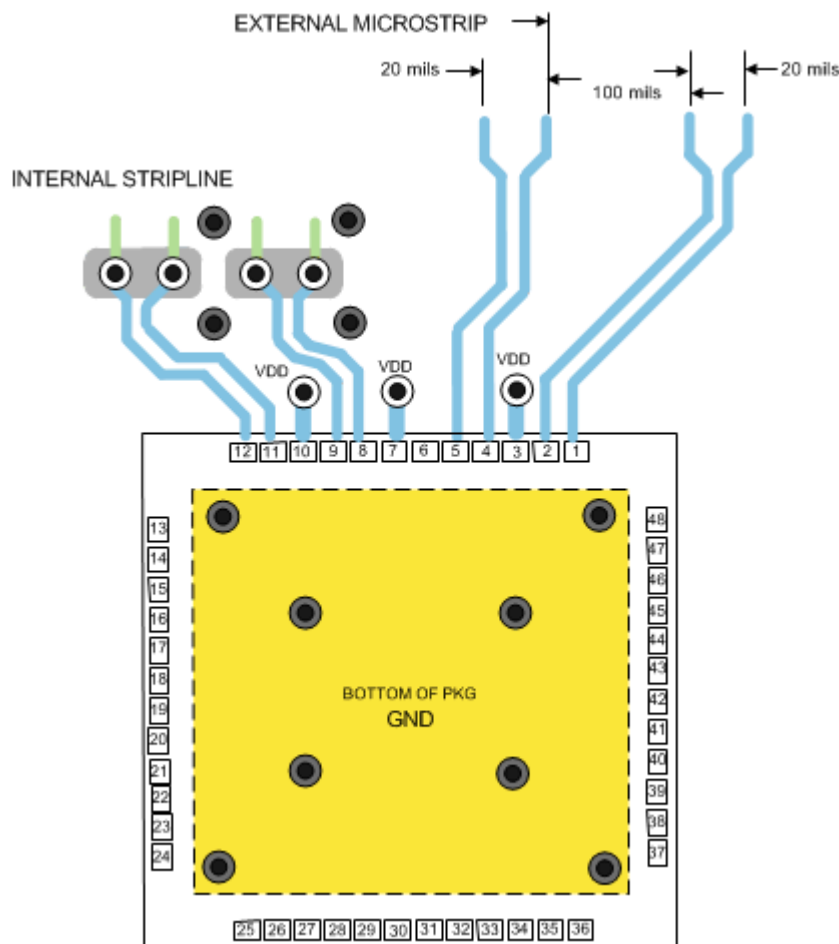 EXTERNAL MICROSTRIP
20 mils
20 mils
100 mils
INTERNAL STRIPLINE
VDD
VDD
VDD
12 11 10 9 8 7 6 5 4 3 2 1
13
14
15
16
17
18
19
20
21
22
23
24
48
47
46
45
44
43
42
41
40
39
38
37
BOTTOM OF PKG
GND
25 26 27 28 29 30 31 32 33 34 35 36